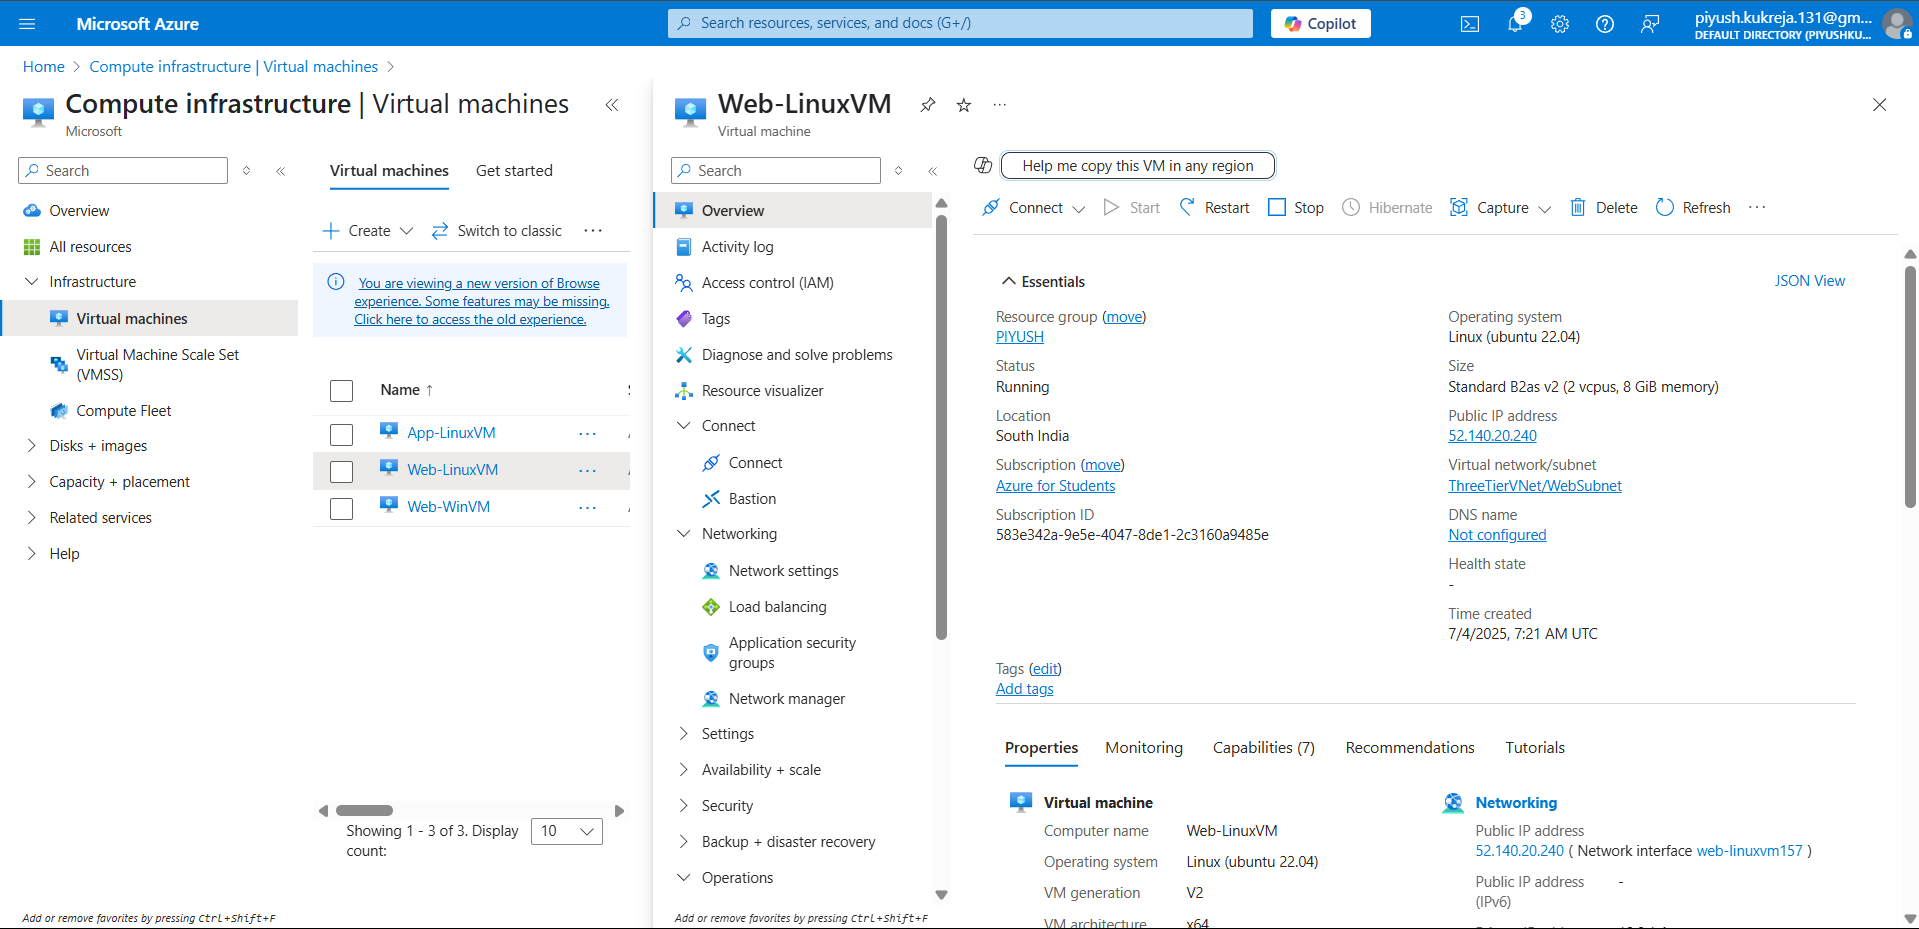 Microsoft Azure
Search resources, services, and docs (G+/)
Copilot
3
piyush.kukreja.131@gm...
DEFAULT DIRECTORY (PIYUSHKU...
Home > Compute infrastructure | Virtual machines >
Compute infrastructure | Virtual machines
Microsoft
Search
Overview
All resources
Infrastructure
Virtual machines
Virtual Machine Scale Set
(VMSS)
Compute Fleet
Disks + images
Capacity + placement
Related services
Help
Add or remove favorites by pressing Ctrl+Shift+F
Virtual machines
Get started
Create
Switch to classic
You are viewing a new version of Browse
experience. Some features may be missing.
Click here to access the old experience.
Name ↑
App-LinuxVM
Web-LinuxVM
Web-WinVM
Showing 1 - 3 of 3. Display
count:
10
Web-LinuxVM
Virtual machine
Search
Overview
Activity log
Access control (IAM)
Tags
Diagnose and solve problems
Resource visualizer
Connect
Connect
Bastion
Networking
Network settings
Load balancing
Application security
groups
Network manager
Settings
Availability + scale
Security
Backup + disaster recovery
Operations
Add or remove favorites by pressing Ctrl+Shift+F
Help me copy this VM in any region
Connect
Start
Restart
Stop
Hibernate
Capture
Delete
Refresh
Essentials
JSON View
Resource group (move)
PIYUSH
Status
Running
Location
South India
Subscription (move)
Azure for Students
Subscription ID
583e342a-9e5e-4047-8de1-2c3160a9485e
Operating system
Linux (ubuntu 22.04)
Size
Standard B2as v2 (2 vcpus, 8 GiB memory)
Public IP address
52.140.20.240
Virtual network/subnet
ThreeTierVNet/WebSubnet
DNS name
Not configured
Health state
-
Time created
7/4/2025, 7:21 AM UTC
Tags (edit)
Add tags
Properties
Monitoring
Capabilities (7)
Recommendations
Tutorials
Virtual machine
Computer name Web-LinuxVM
Operating system Linux (ubuntu 22.04)
VM generation V2
VM architecture x64
Networking
Public IP address
52.140.20.240 ( Network interface web-linuxvm157 )
Public IP address -
(IPv6)